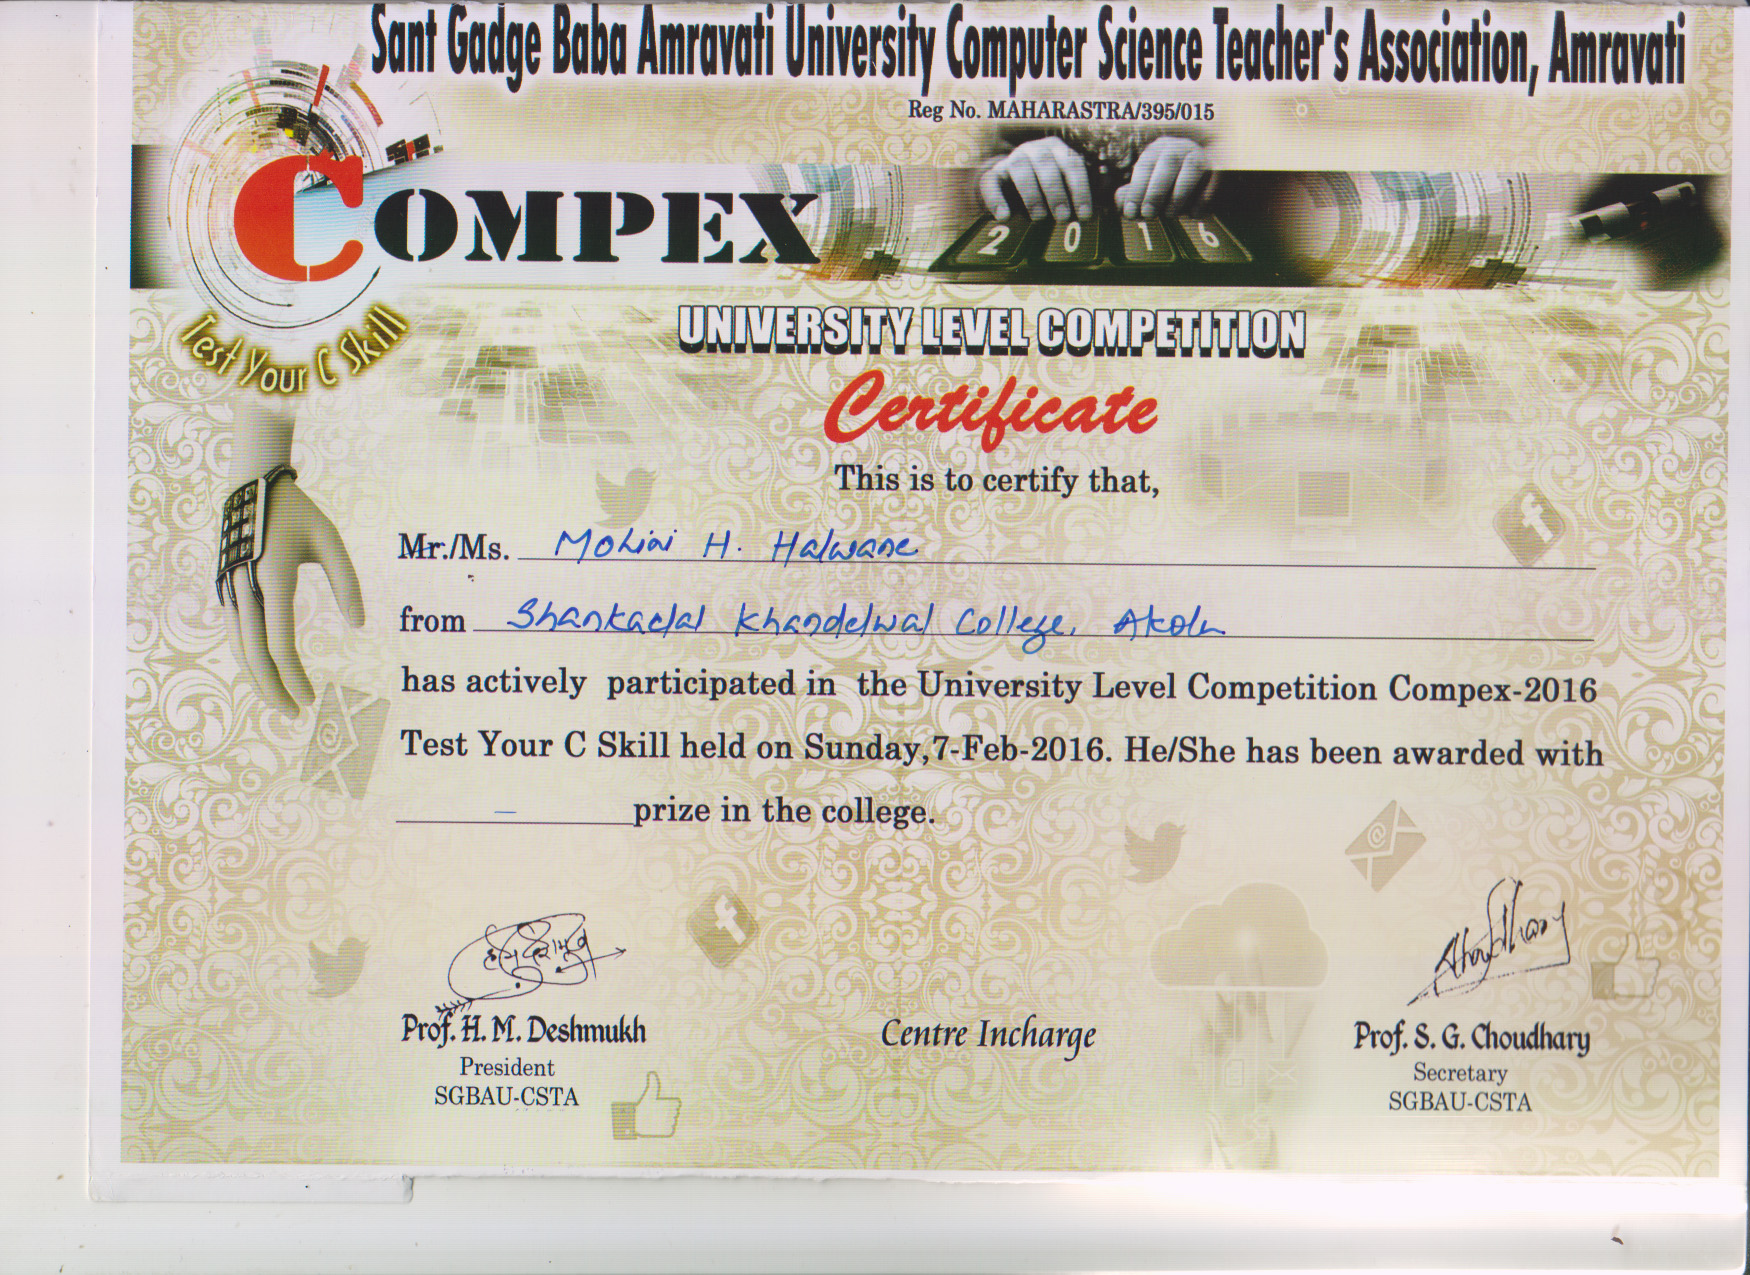 Sant Gadge Baba Amravati University Computer Science Teacher's Association, Amravati
Reg No. MAHARASTRA/395/015
COMPEX
2 0 1 6
Test Your C Skill
UNIVERSITY LEVEL COMPETITION
Certificate
This is to certify that,
Mr./Ms. Mohini H. Halwane
from Shankarlal Khandelwal College, Akola
has actively participated in the University Level Competition Compex-2016
Test Your C Skill held on Sunday,7-Feb-2016. He/She has been awarded with
– prize in the college.
Prof. H. M. Deshmukh
Centre Incharge
Prof. S. G. Choudhary
President
Secretary
SGBAU-CSTA
SGBAU-CSTA